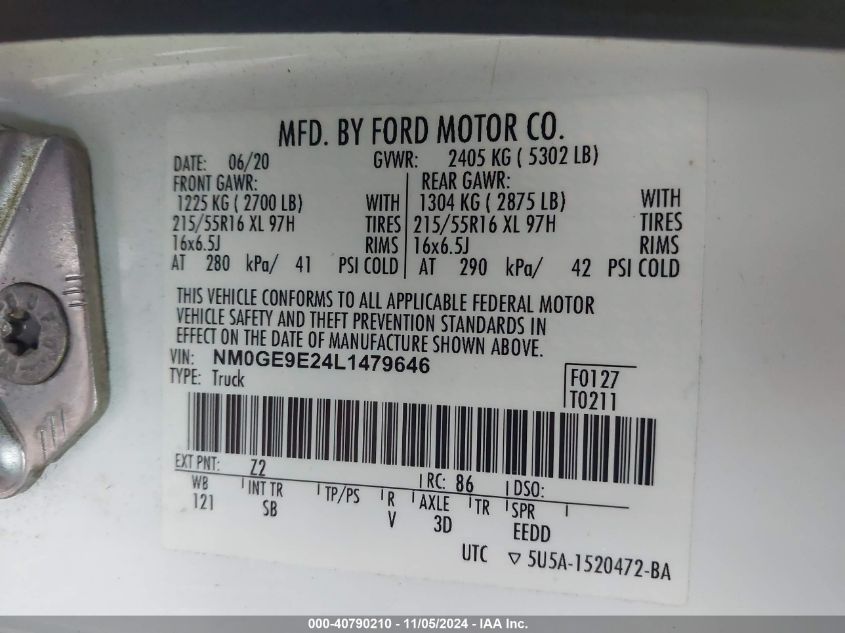 MFD. BY FORD MOTOR CO.
DATE: 06/20 GVWR: 2405 KG ( 5302 LB)
FRONT GAWR: REAR GAWR:
1225 KG ( 2700 LB) WITH 1304 KG ( 2875 LB) WITH
215/55R16 XL 97H TIRES 215/55R16 XL 97H TIRES
16x6.5J RIMS 16x6.5J RIMS
AT 280 kPa/ 41 PSI COLD AT 290 kPa/ 42 PSI COLD
THIS VEHICLE CONFORMS TO ALL APPLICABLE FEDERAL MOTOR
VEHICLE SAFETY AND THEFT PREVENTION STANDARDS IN
EFFECT ON THE DATE OF MANUFACTURE SHOWN ABOVE.
VIN: NM0GE9E24L1479646
TYPE: Truck
F0127
T0211
EXT PNT: Z2 RC: 86 DSO:
WB INT TR TP/PS R AXLE TR SPR
121 SB V 3D EEDD
UTC ▽ 5U5A-1520472-BA
000-40790210 - 11/05/2024 - IAA Inc.